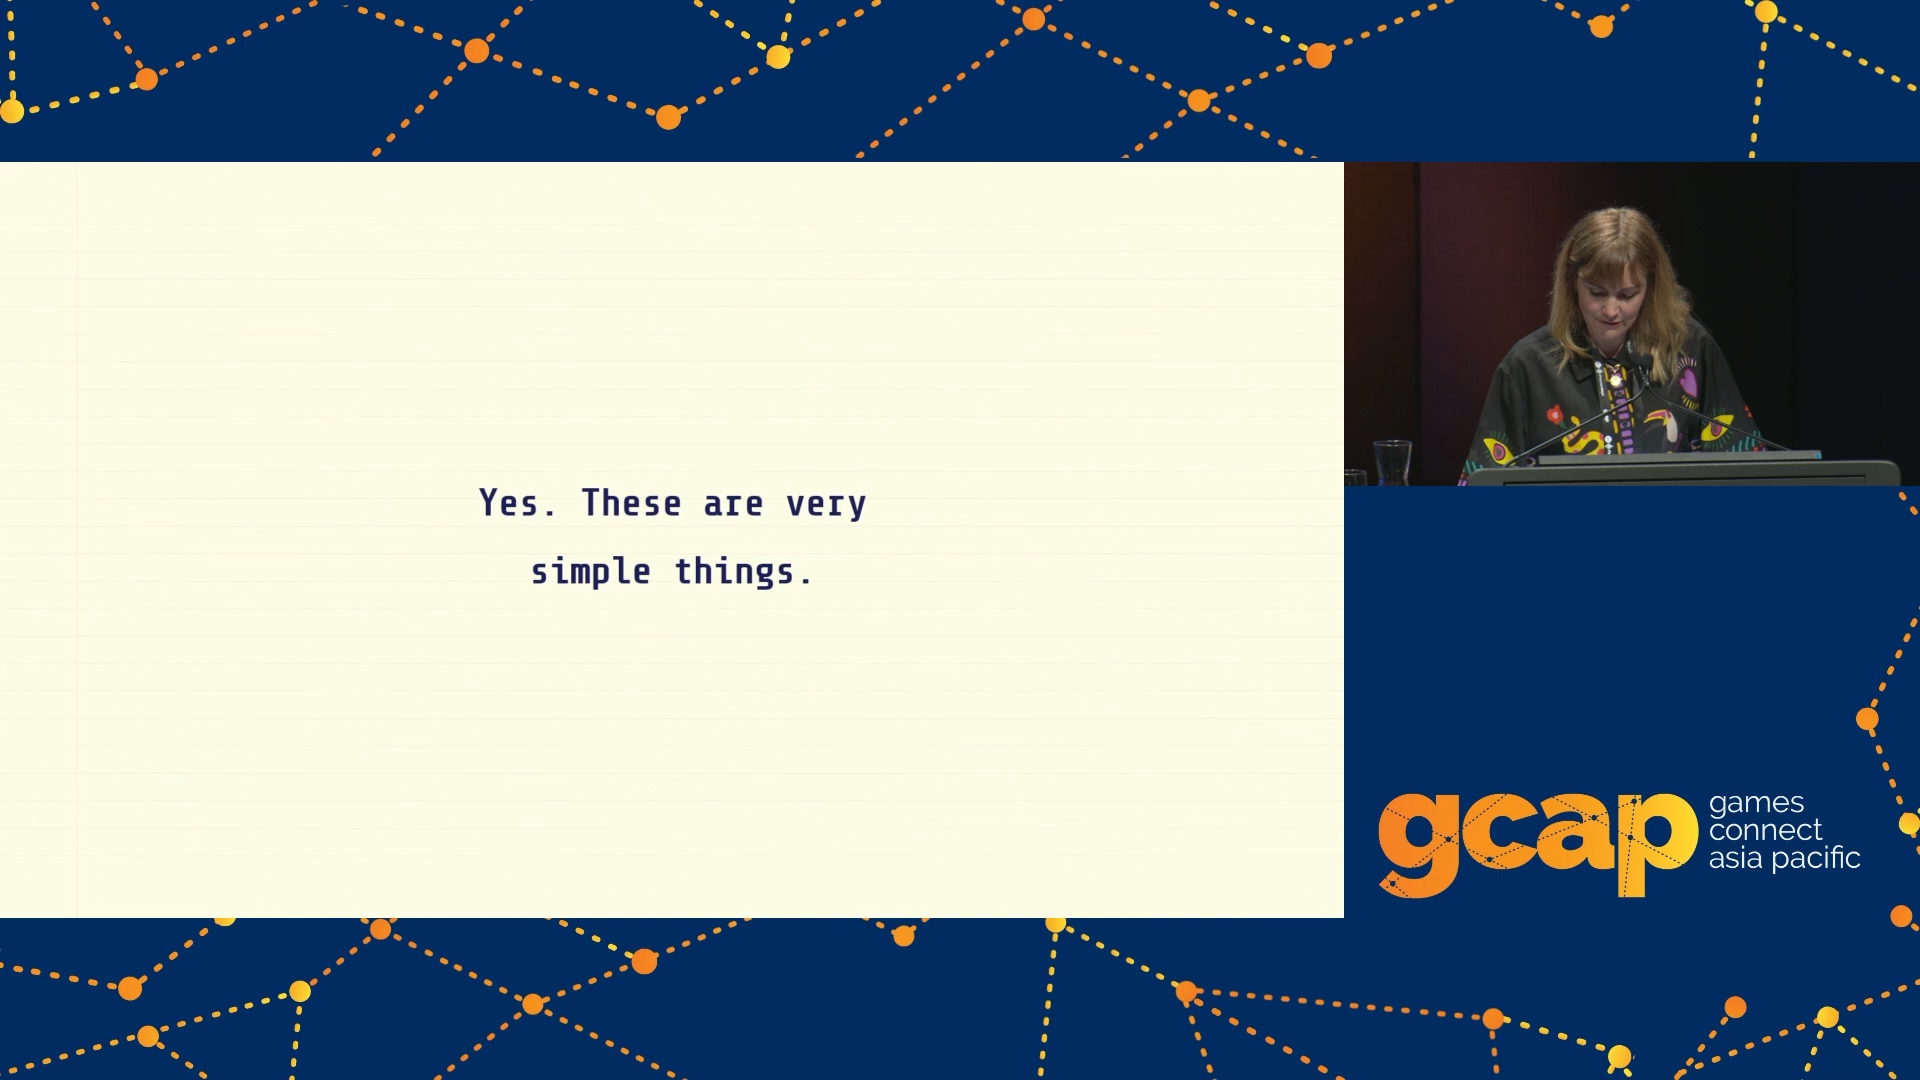 Yes. These are very
simple things.
gcap
games
connect
asia pacific